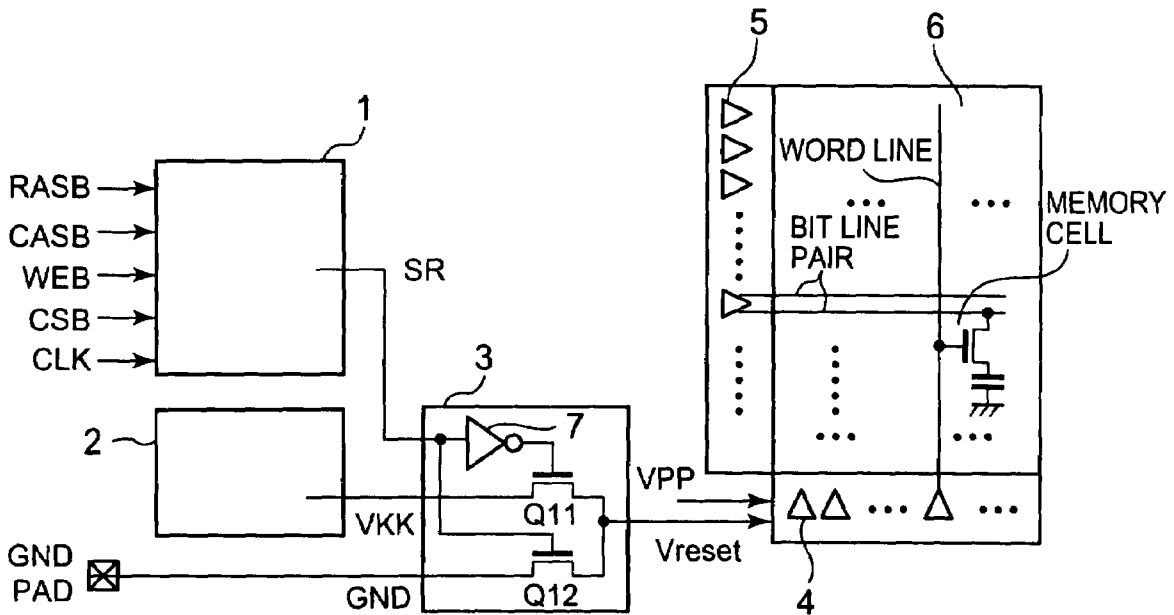 5
6
1
WORD LINE
RASB
CASB
WEB
CSB
CLK
SR
MEMORY
CELL
BIT LINE
PAIR
3
7
2
VKK
Q11
VPP
Vreset
GND
PAD
GND
Q12
4